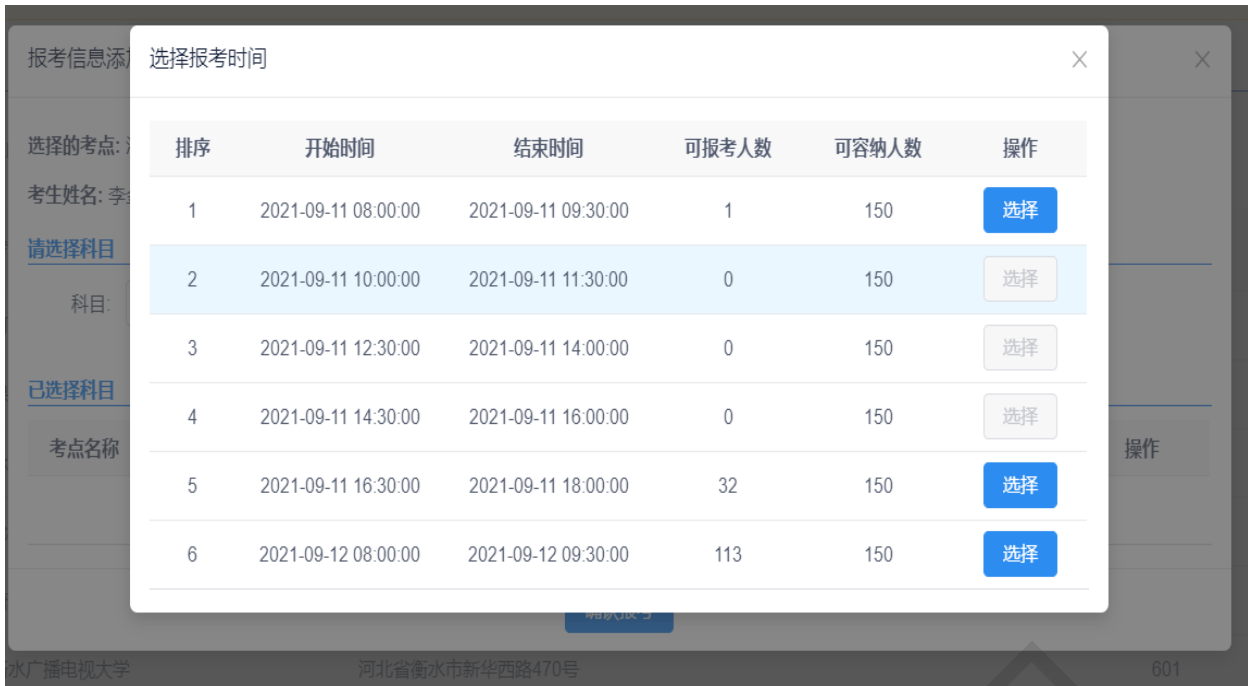 报考信息添加
选择报考时间
选择的考点:
考生姓名: 李
请选择科目
科目:
已选择科目
考点名称
操作
排序 开始时间 结束时间 可报考人数 可容纳人数 操作
1 2021-09-11 08:00:00 2021-09-11 09:30:00 1 150 选择
2 2021-09-11 10:00:00 2021-09-11 11:30:00 0 150 选择
3 2021-09-11 12:30:00 2021-09-11 14:00:00 0 150 选择
4 2021-09-11 14:30:00 2021-09-11 16:00:00 0 150 选择
5 2021-09-11 16:30:00 2021-09-11 18:00:00 32 150 选择
6 2021-09-12 08:00:00 2021-09-12 09:30:00 113 150 选择
确认报考
水广播电视大学 河北省衡水市新华西路470号 601